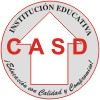 INSTITUCIÓN EDUCATIVA
CASD
¡Educación con Calidad y Compromiso!